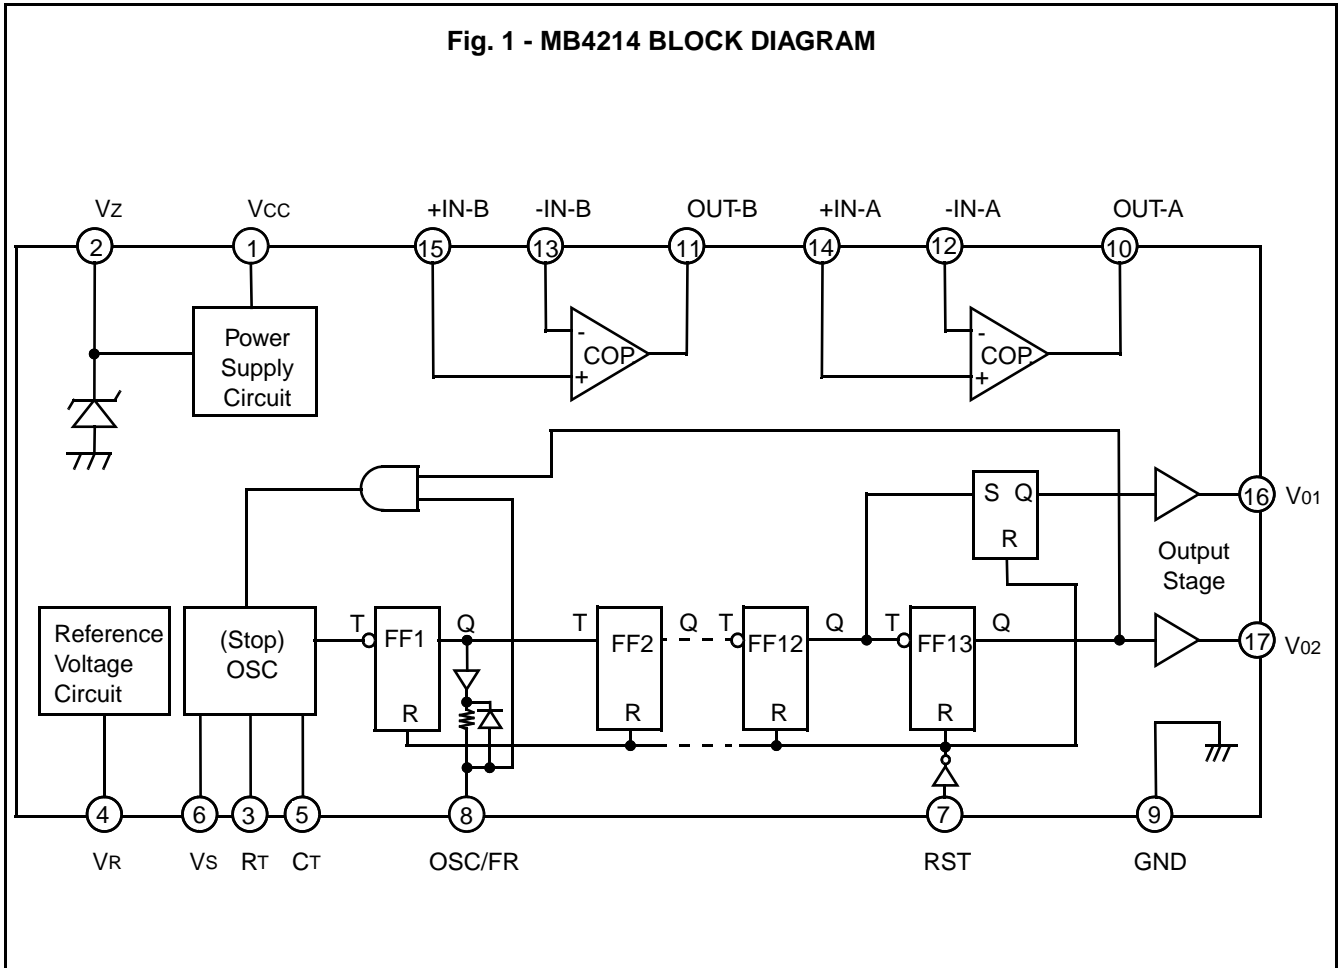 Fig. 1 - MB4214 BLOCK DIAGRAM
VZ VCC +IN-B -IN-B OUT-B +IN-A -IN-A OUT-A
2 1 15 13 11 14 12 10
Power
Supply
Circuit
- COP +
- COP +
S Q
R
16 V01
Output
Stage
Reference
Voltage
Circuit
(Stop)
OSC
T FF1 Q
R
T FF2 Q
R
T FF12 Q
R
T FF13 Q
R
17 V02
4 6 3 5 8 7 9
VR VS RT CT OSC/FR RST GND